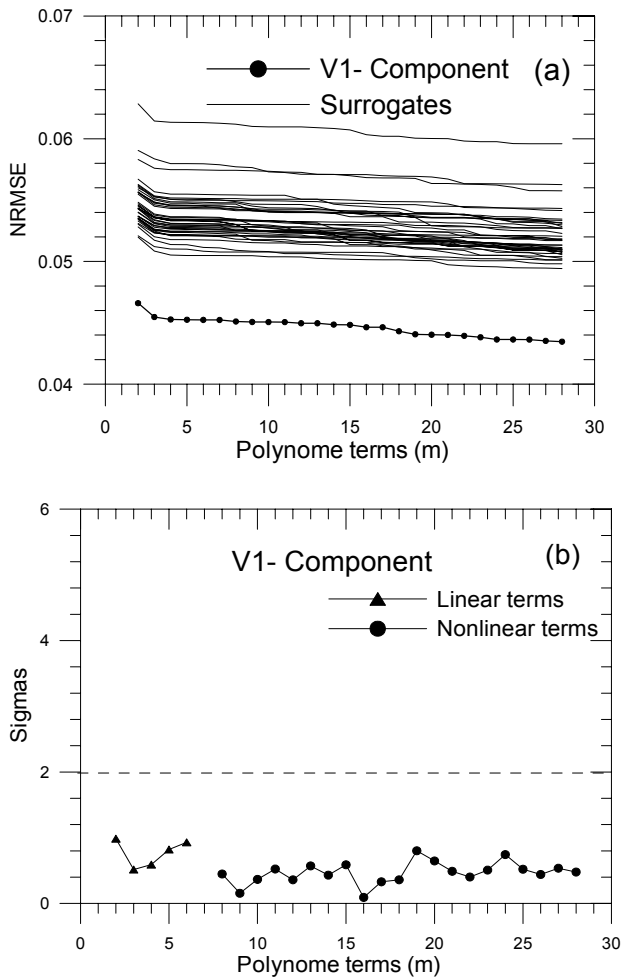 0.07
(a)
V1- Component
Surrogates
0.06
NRMSE
0.05
0.04
0 5 10 15 20 25 30
Polynome terms (m)
6
V1- Component
(b)
Linear terms
Nonlinear terms
4
Sigmas
2
0
0 5 10 15 20 25 30
Polynome terms (m)